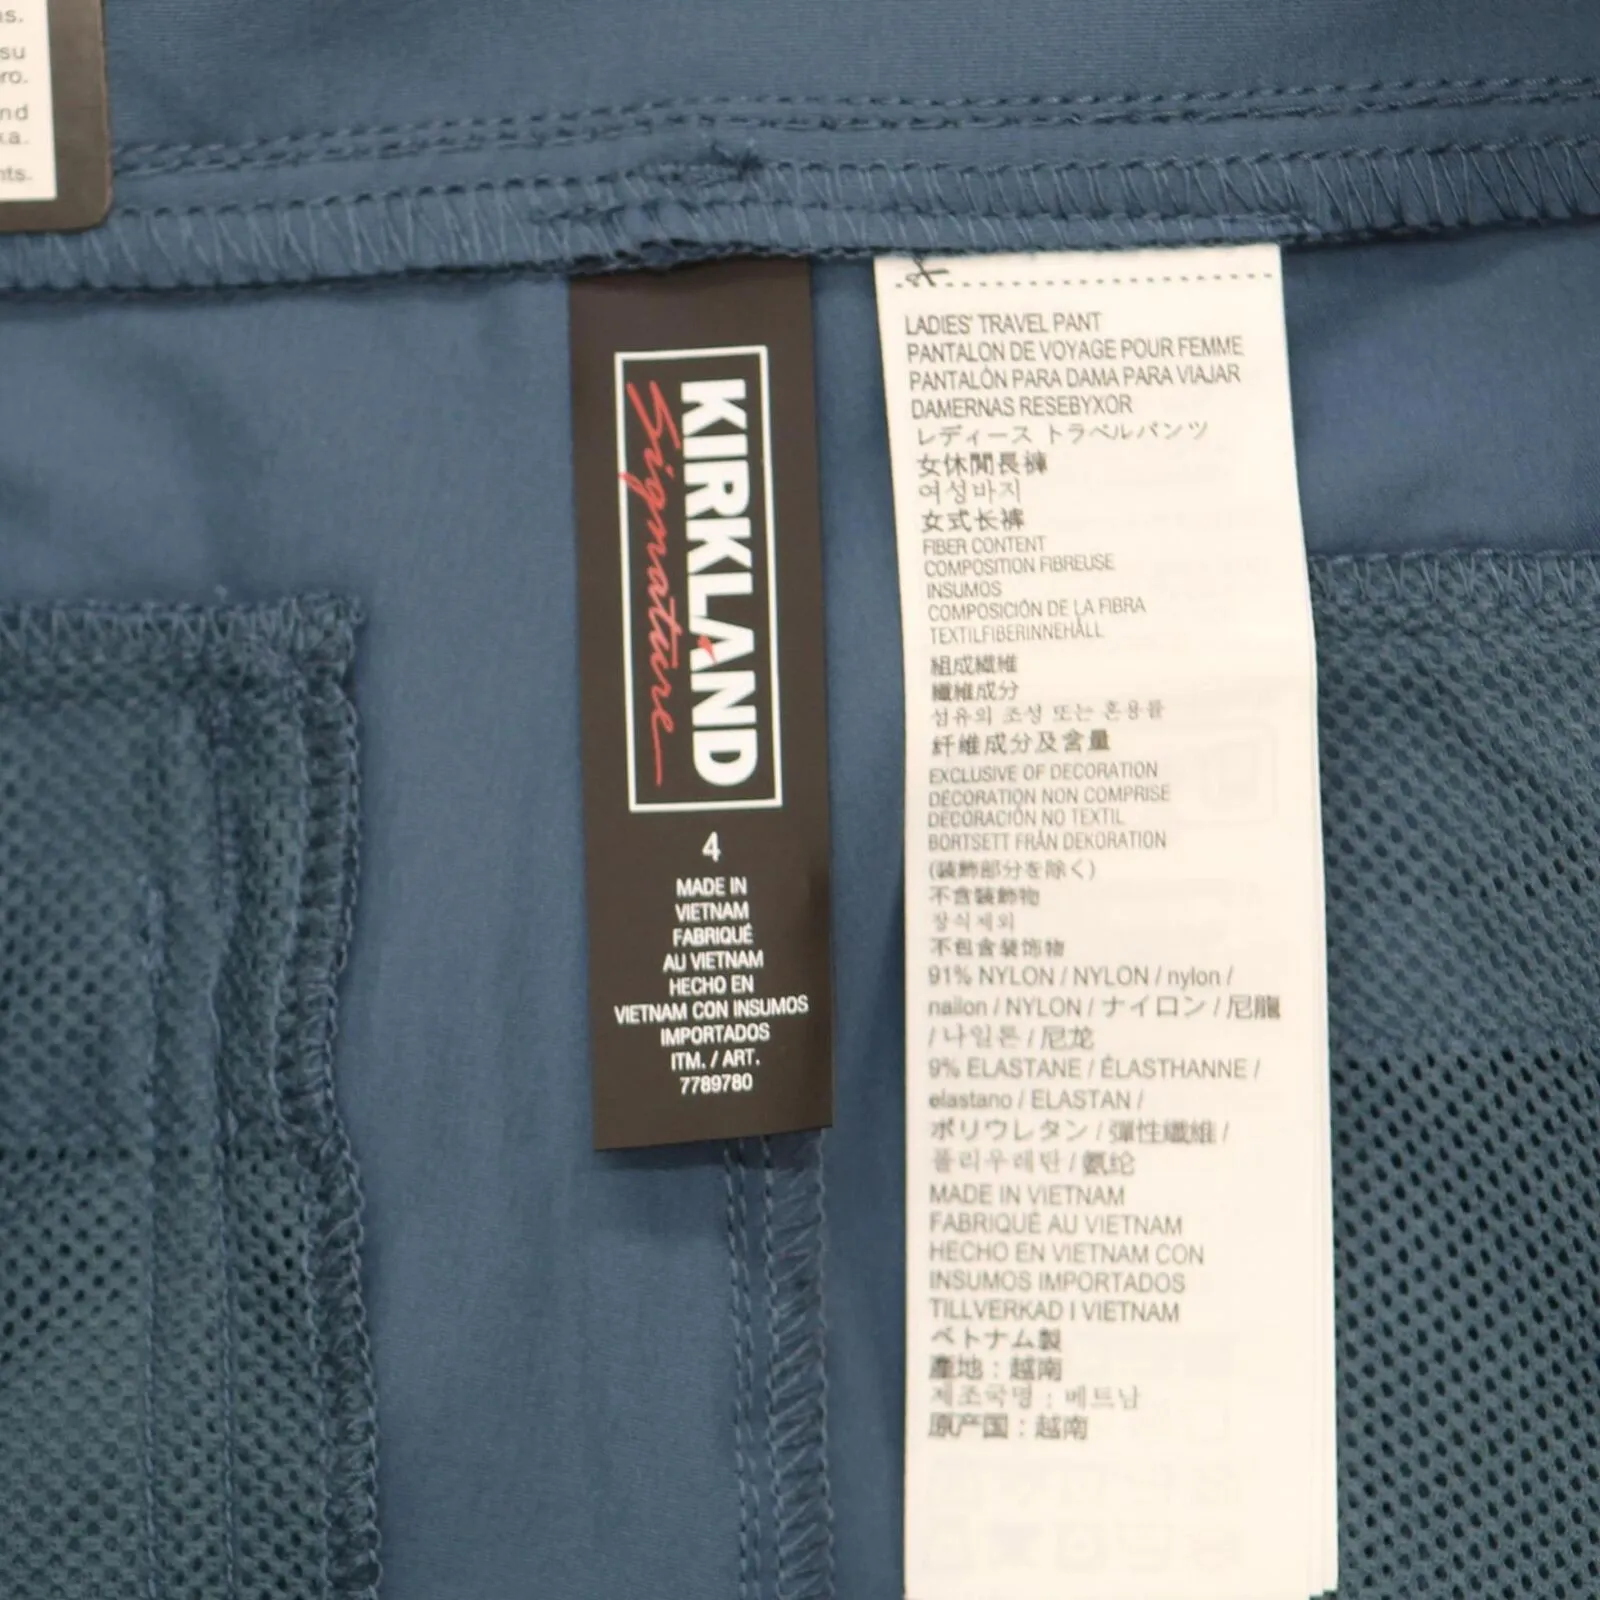 su
nd
KIRKLAND
Signature
4
MADE IN
VIETNAM
FABRIQUÉ
AU VIETNAM
HECHO EN
VIETNAM CON INSUMOS
IMPORTADOS
ITM. / ART.
7789780
LADIES' TRAVEL PANT
PANTALON DE VOYAGE POUR FEMME
PANTALÓN PARA DAMA PARA VIAJAR
DAMERNAS RESEBYXOR
レディース トラベルパンツ
女休閒長褲
여성바지
女式长裤
FIBER CONTENT
COMPOSITION FIBREUSE
INSUMOS
COMPOSICIÓN DE LA FIBRA
TEXTILFIBERINNEHÅLL
組成繊維
纖維成分
섬유의 조성 또는 혼용률
纤维成分及含量
EXCLUSIVE OF DECORATION
DÉCORATION NON COMPRISE
DECORACIÓN NO TEXTIL
BORTSETT FRÅN DEKORATION
(装飾部分を除く)
不含裝飾物
장식제외
不包含装饰物
91% NYLON / NYLON / nylon /
nailon / NYLON / ナイロン / 尼龍
/ 나일론 / 尼龙
9% ELASTANE / ÉLASTHANNE /
elastano / ELASTAN /
ポリウレタン / 彈性纖維 /
폴리우레탄 / 氨纶
MADE IN VIETNAM
FABRIQUÉ AU VIETNAM
HECHO EN VIETNAM CON
INSUMOS IMPORTADOS
TILLVERKAD I VIETNAM
ベトナム製
產地 : 越南
제조국명 : 베트남
原产国 : 越南